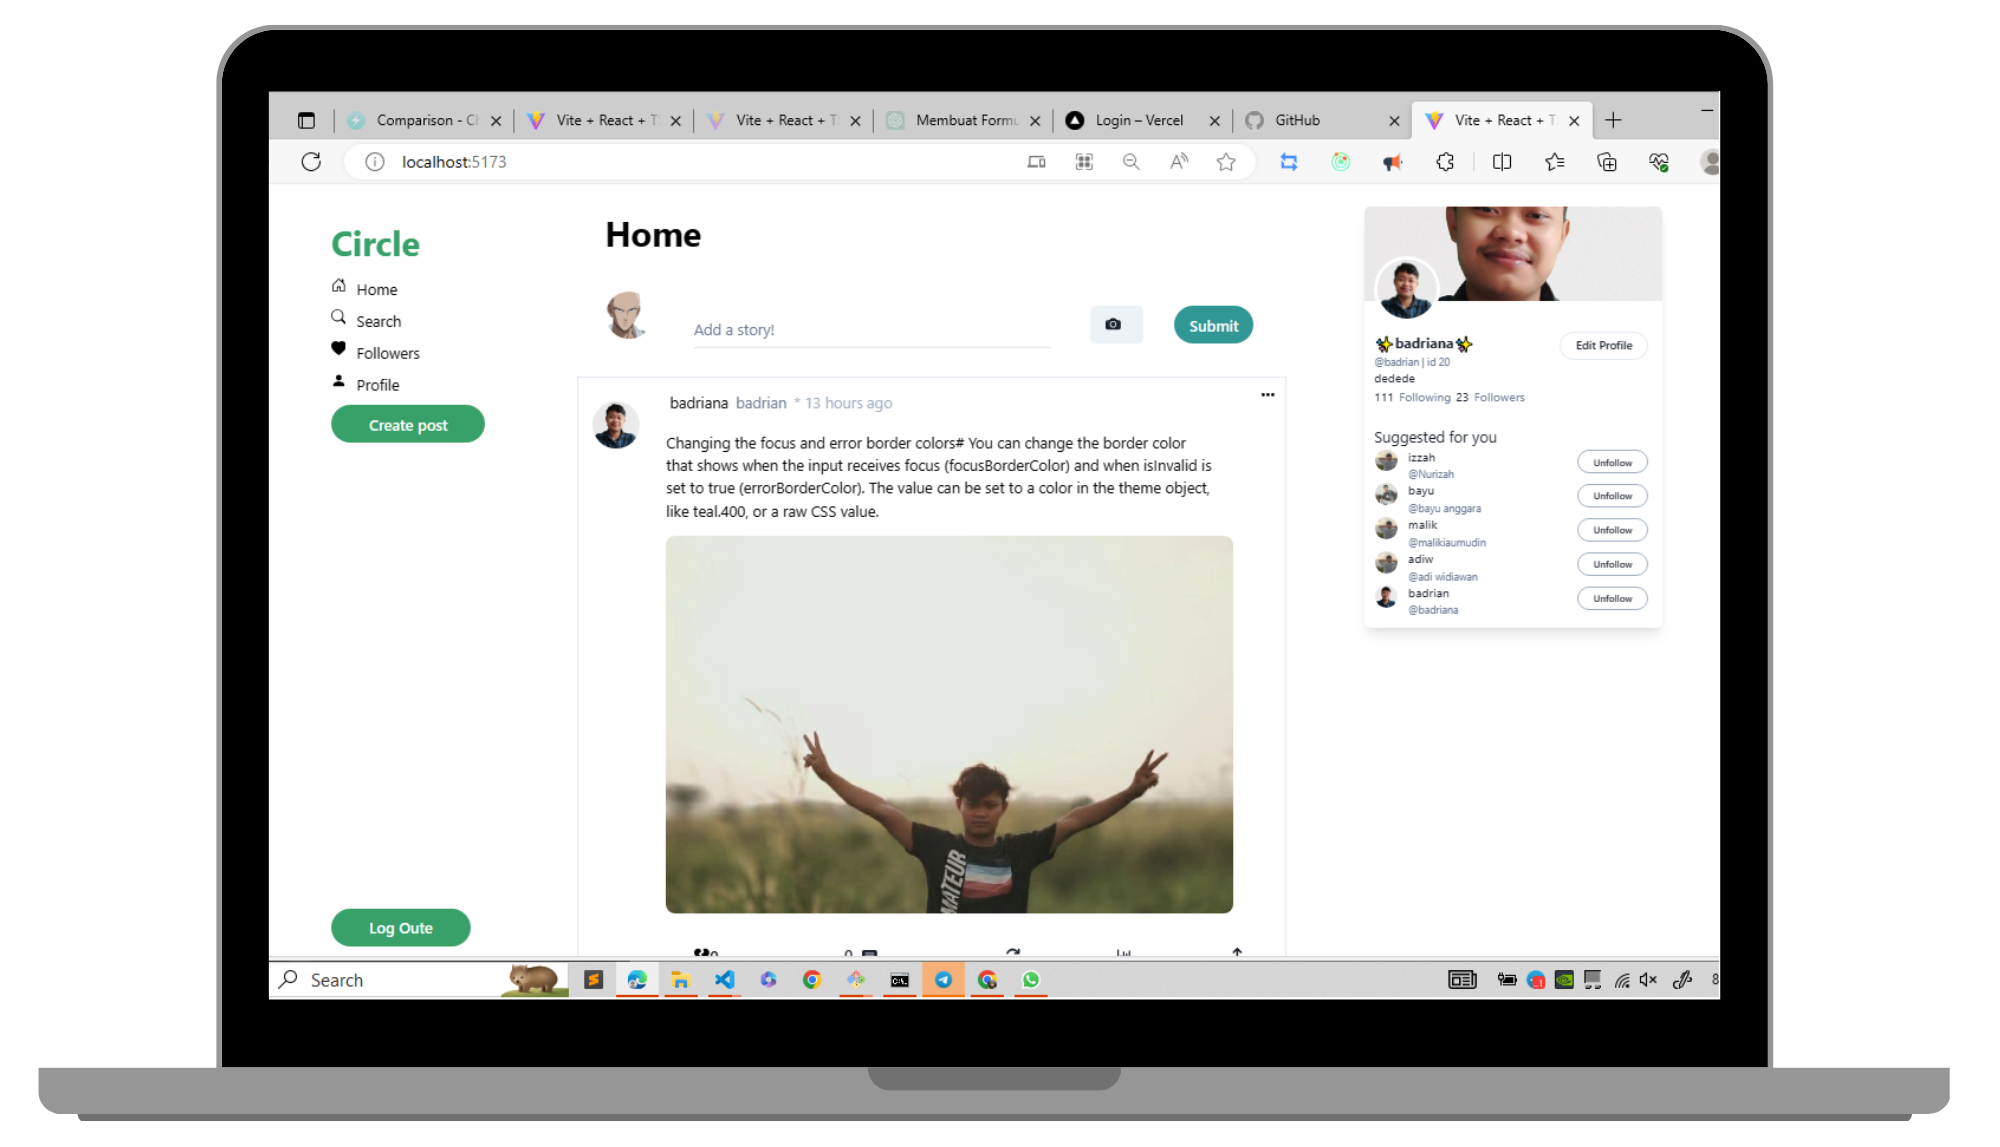 Comparison - Ch
Vite + React + T
Vite + React + T
Membuat Formu
Login – Vercel
GitHub
Vite + React + T
localhost:5173
Circle
Home
Search
Followers
Profile
Create post
Log Oute
Home
Add a story!
Submit
badriana badrian * 13 hours ago
Changing the focus and error border colors# You can change the border color
that shows when the input receives focus (focusBorderColor) and when isInvalid is
set to true (errorBorderColor). The value can be set to a color in the theme object,
like teal.400, or a raw CSS value.
MATEUR
0
0
✨badriana✨
Edit Profile
@badrian | id 20
dedede
111 Following 23 Followers
Suggested for you
izzah
@Nurizah
Unfollow
bayu
@bayu anggara
Unfollow
malik
@malikiaumudin
Unfollow
adiw
@adi widiawan
Unfollow
badrian
@badriana
Unfollow
Search
8